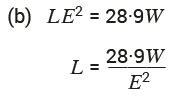 (b) LE² = 28·9W
L = 28·9W / E²